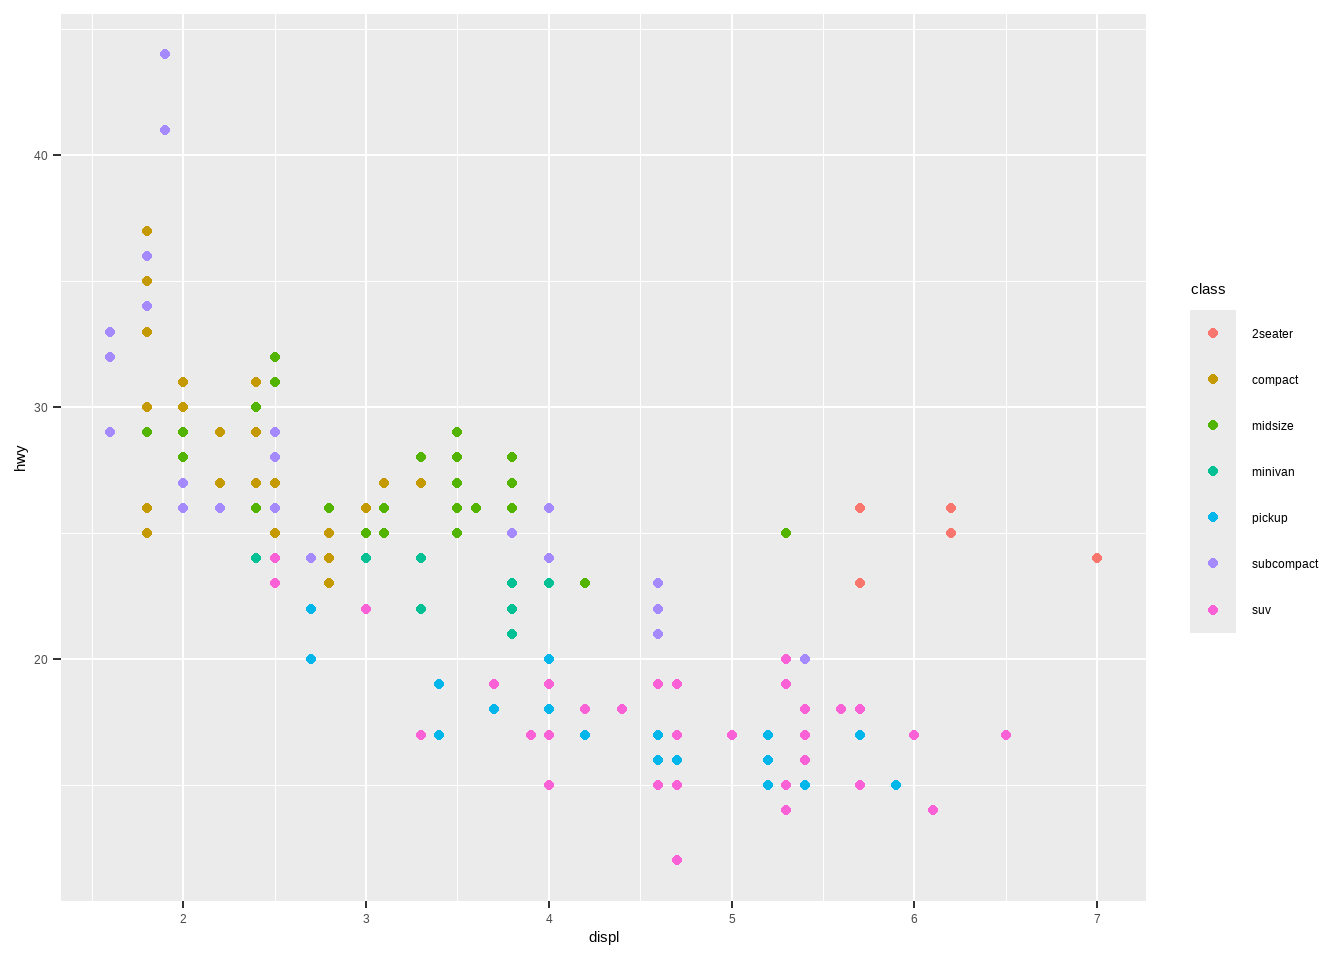 40
30
20
hwy
2
3
4
5
6
7
displ
class
2seater
compact
midsize
minivan
pickup
subcompact
suv